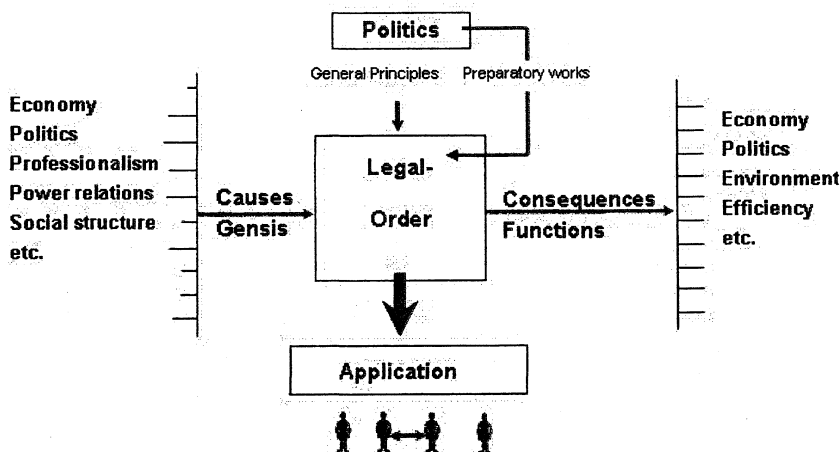 Politics
General Principles
Preparatory works
Economy
Politics
Professionalism
Power relations
Social structure
etc.
Causes
Gensis
Legal-
Order
Consequences
Functions
Economy
Politics
Environment
Efficiency
etc.
Application